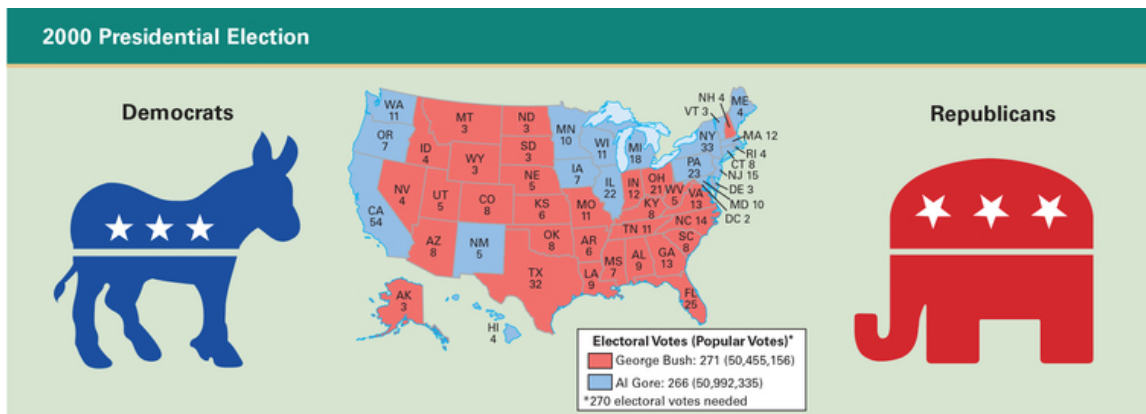 2000 Presidential Election
Democrats
Republicans
WA
11
OR
7
CA
54
NV
4
ID
4
MT
3
WY
3
UT
5
AZ
8
CO
8
NM
5
ND
3
SD
3
NE
5
KS
6
OK
8
TX
32
MN
10
IA
7
MO
11
AR
6
LA
9
WI
11
IL
22
MI
18
IN
12
OH
21
KY
8
TN 11
MS
7
AL
9
GA
13
FL
25
SC
8
NC 14
VA
13
WV
5
PA
23
NY
33
VT 3
NH 4
ME
4
MA 12
RI 4
CT 8
NJ 15
DE 3
MD 10
DC 2
AK
3
HI
4
Electoral Votes (Popular Votes)*
George Bush: 271 (50,455,156)
Al Gore: 266 (50,992,335)
*270 electoral votes needed